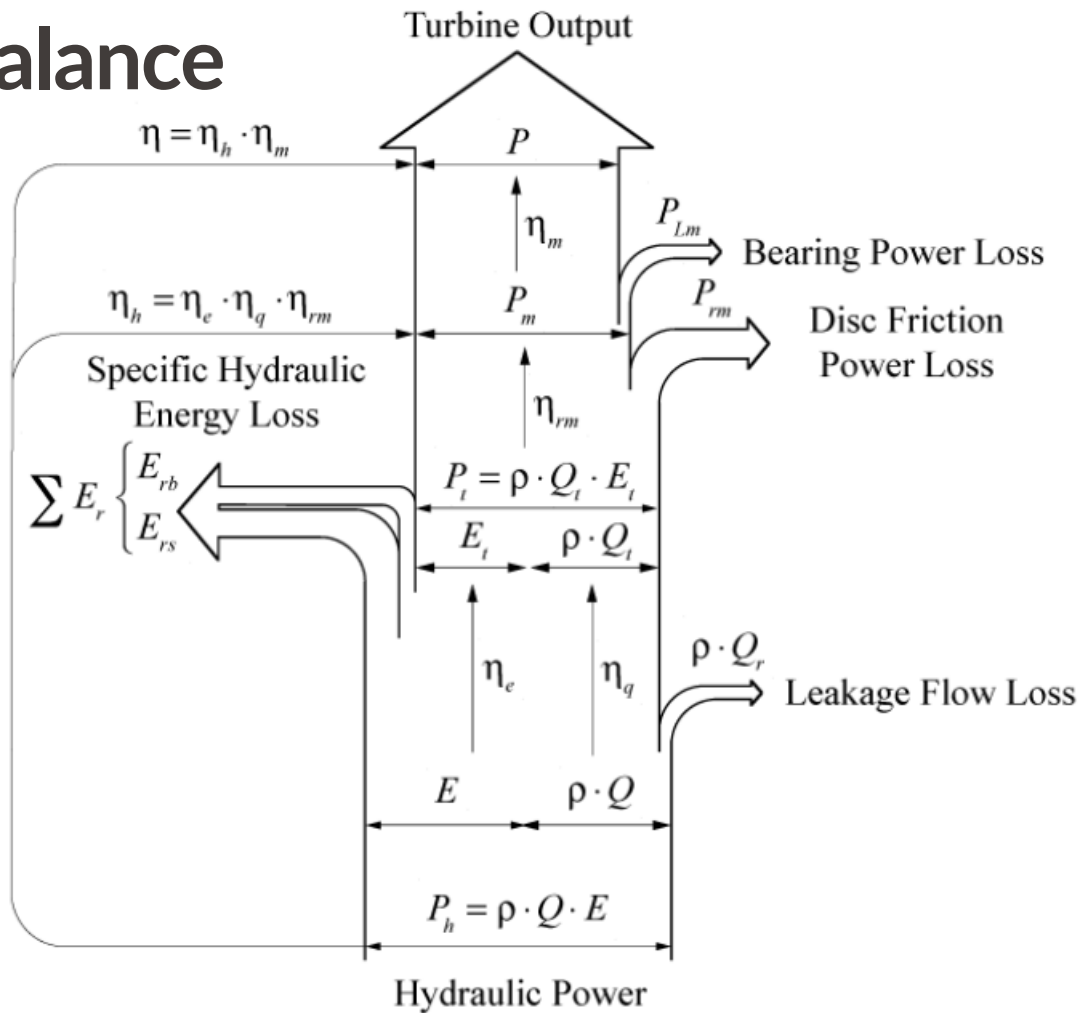 Turbine Output
alance
η = η_h · η_m
P
η_m
P_Lm
Bearing Power Loss
η_h = η_e · η_q · η_rm
P_m
P_rm
Disc Friction
Power Loss
Specific Hydraulic
Energy Loss
η_rm
∑ E_r { E_rb
E_rs
P_t = ρ · Q_t · E_t
E_t
ρ · Q_t
η_e
η_q
ρ · Q_r
Leakage Flow Loss
E
ρ · Q
P_h = ρ · Q · E
Hydraulic Power